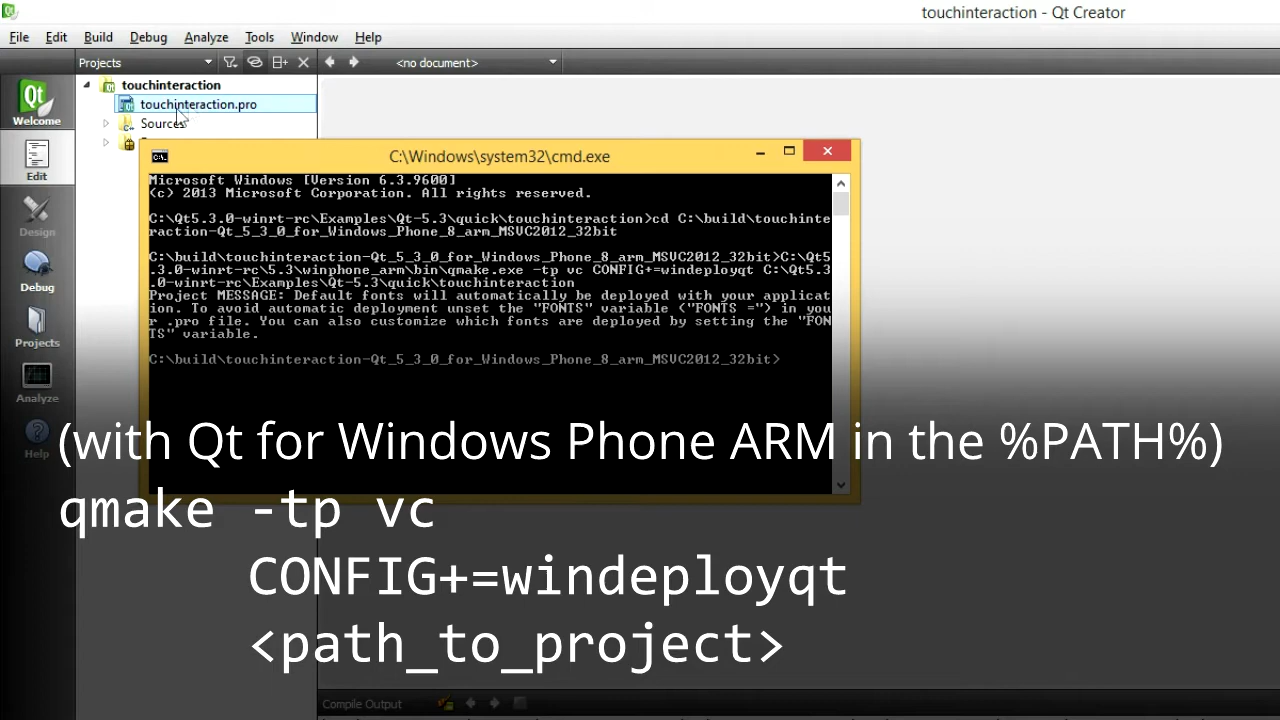 touchinteraction - Qt Creator
File Edit Build Debug Analyze Tools Window Help
Projects <no document>
touchinteraction
touchinteraction.pro
Sources
Qt
Welcome
Edit
Design
Debug
Projects
Analyze
Help
C:\Windows\system32\cmd.exe
Microsoft Windows [Version 6.3.9600]
(c) 2013 Microsoft Corporation. All rights reserved.
C:\Qt5.3.0-winrt-rc\Examples\Qt-5.3\quick\touchinteraction>cd C:\build\touchinte
raction-Qt_5_3_0_for_Windows_Phone_8_arm_MSVC2012_32bit
C:\build\touchinteraction-Qt_5_3_0_for_Windows_Phone_8_arm_MSVC2012_32bit>C:\Qt5
.3.0-winrt-rc\5.3\winphone_arm\bin\qmake.exe -tp vc CONFIG+=windeployqt C:\Qt5.3
.0-winrt-rc\Examples\Qt-5.3\quick\touchinteraction
Project MESSAGE: Default fonts will automatically be deployed with your applicat
ion. To avoid automatic deployment unset the "FONTS" variable ("FONTS =") in you
r .pro file. You can also customize which fonts are deployed by setting the "FON
TS" variable.
C:\build\touchinteraction-Qt_5_3_0_for_Windows_Phone_8_arm_MSVC2012_32bit>
(with Qt for Windows Phone ARM in the %PATH%)
qmake -tp vc
CONFIG+=windeployqt
<path_to_project>
Compile Output